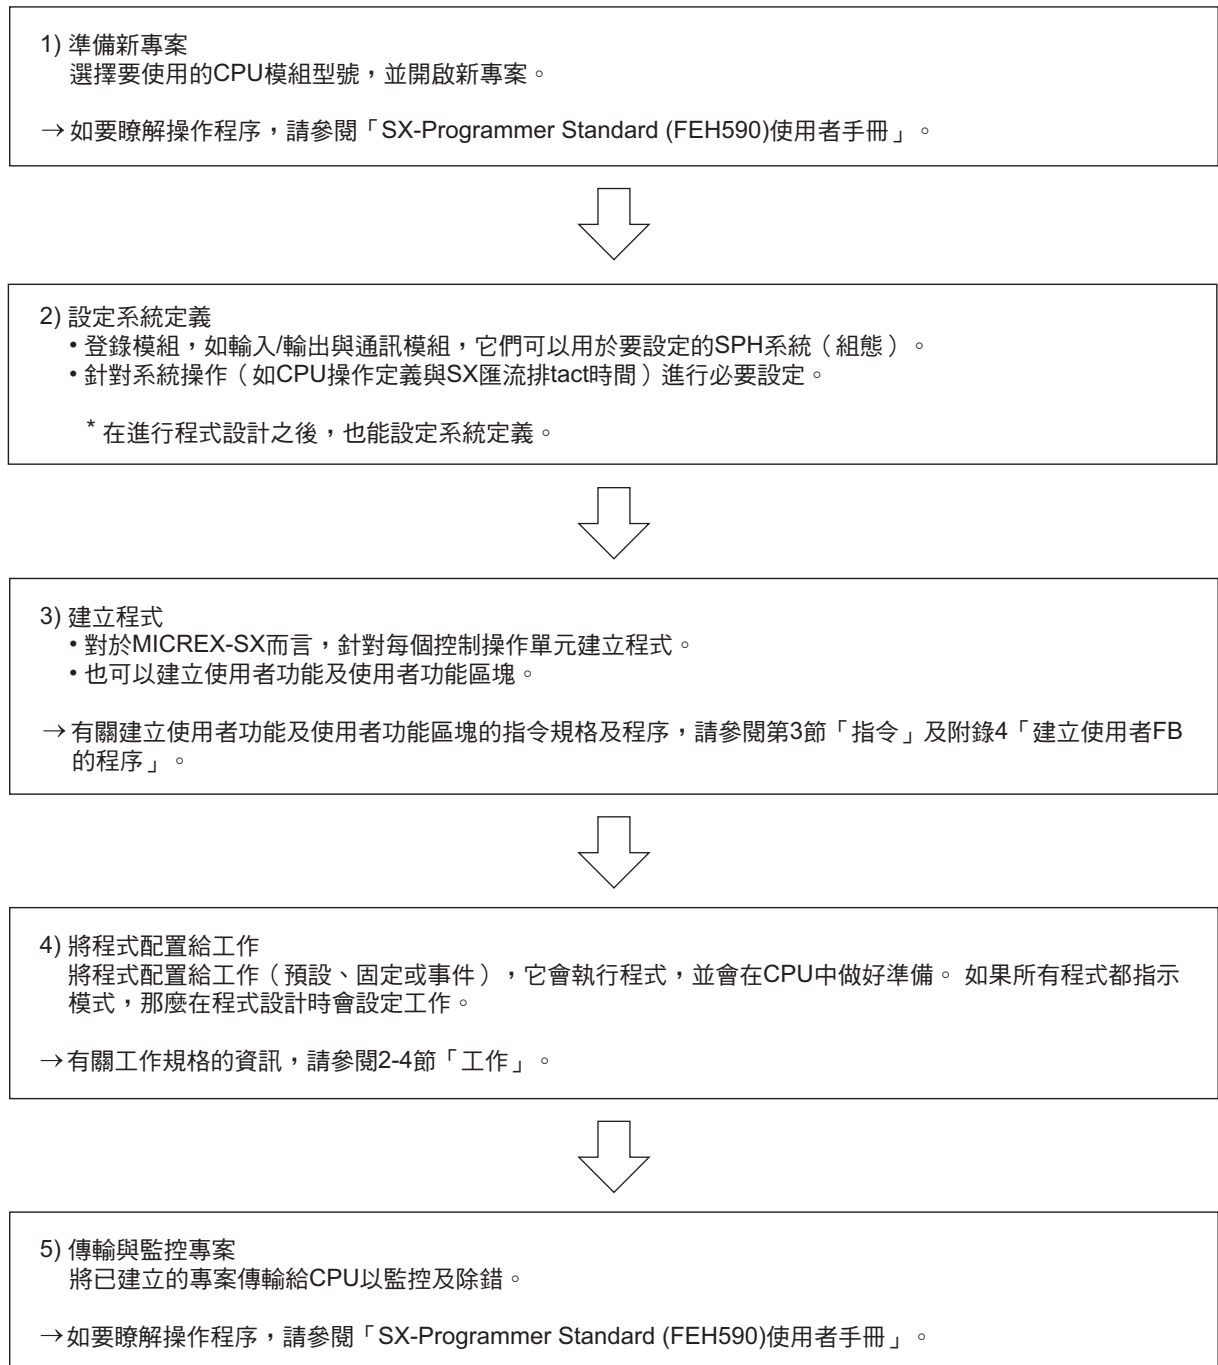 1) 準備新專案
選擇要使用的CPU模組型號，並開啟新專案。
→ 如要瞭解操作程序，請參閱「SX-Programmer Standard (FEH590)使用者手冊」。
2) 設定系統定義
• 登錄模組，如輸入/輸出與通訊模組，它們可以用於要設定的SPH系統（組態）。
• 針對系統操作（如CPU操作定義與SX匯流排tact時間）進行必要設定。
* 在進行程式設計之後，也能設定系統定義。
3) 建立程式
• 對於MICREX-SX而言，針對每個控制操作單元建立程式。
• 也可以建立使用者功能及使用者功能區塊。
→ 有關建立使用者功能及使用者功能區塊的指令規格及程序，請參閱第3節「指令」及附錄4「建立使用者FB
的程序」。
4) 將程式配置給工作
將程式配置給工作（預設、固定或事件），它會執行程式，並會在CPU中做好準備。 如果所有程式都指示
模式，那麼在程式設計時會設定工作。
→ 有關工作規格的資訊，請參閱2-4節「工作」。
5) 傳輸與監控專案
將已建立的專案傳輸給CPU以監控及除錯。
→ 如要瞭解操作程序，請參閱「SX-Programmer Standard (FEH590)使用者手冊」。